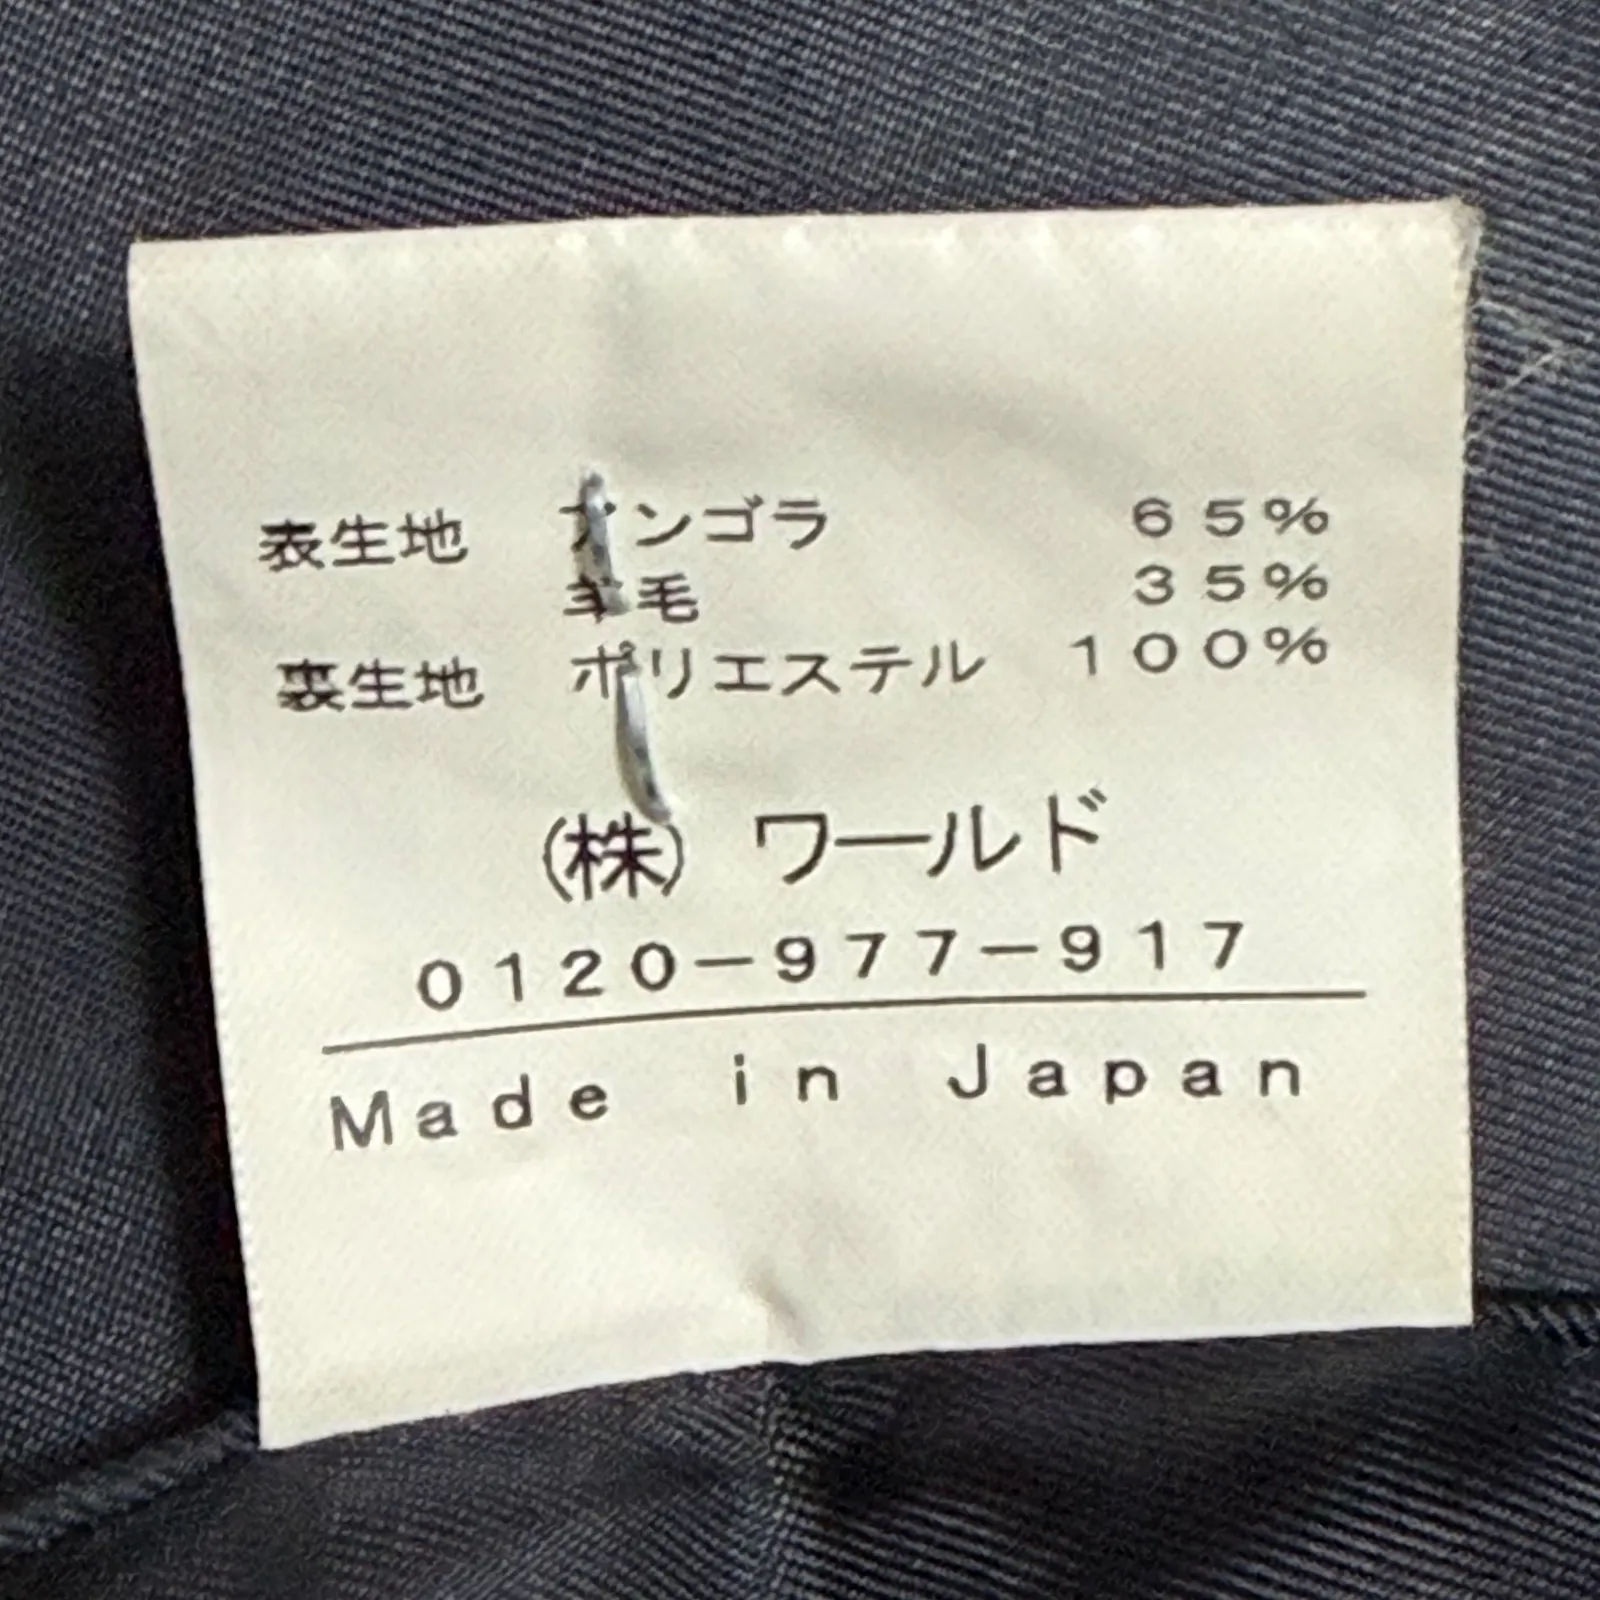 表生地 アンゴラ 65%
羊毛 35%
裏生地 ポリエステル 100%
(株) ワールド
0120-977-917
Made in Japan